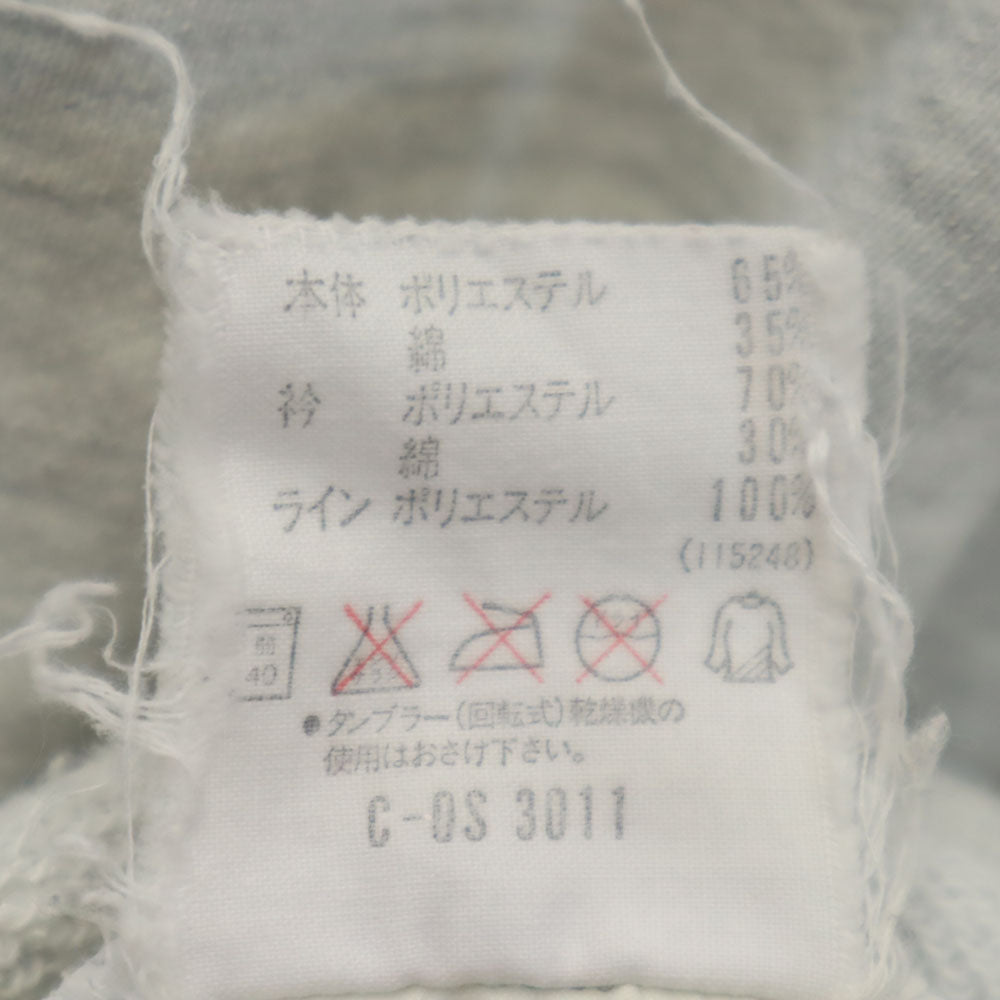 本体 ポリエステル 65%
綿 35%
衿 ポリエステル 70%
綿 30%
ライン ポリエステル 100%
(115248)
弱
40
●タンブラー(回転式)乾燥機の
使用はおさけ下さい。
C-OS 3011